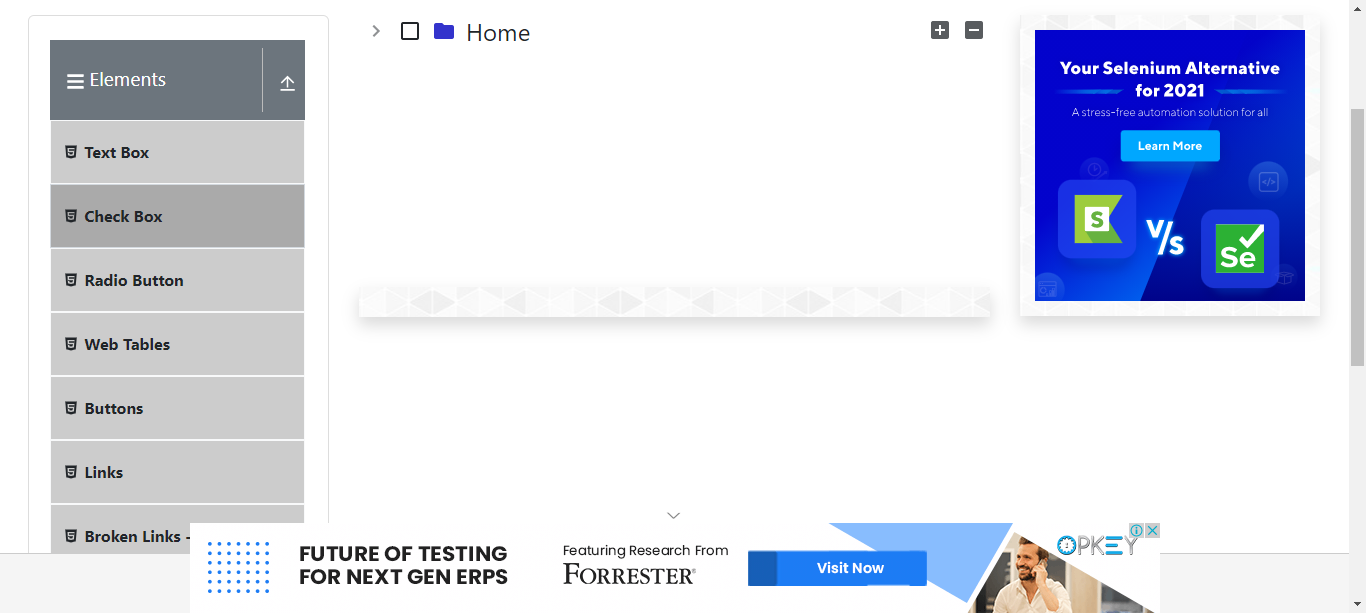 Elements
Text Box
Check Box
Radio Button
Web Tables
Buttons
Links
Broken Links -
Home
Your Selenium Alternative
for 2021
A stress-free automation solution for all
Learn More
S
V/S
Se
FUTURE OF TESTING
FOR NEXT GEN ERPS
Featuring Research From
FORRESTER®
Visit Now
OPKEY